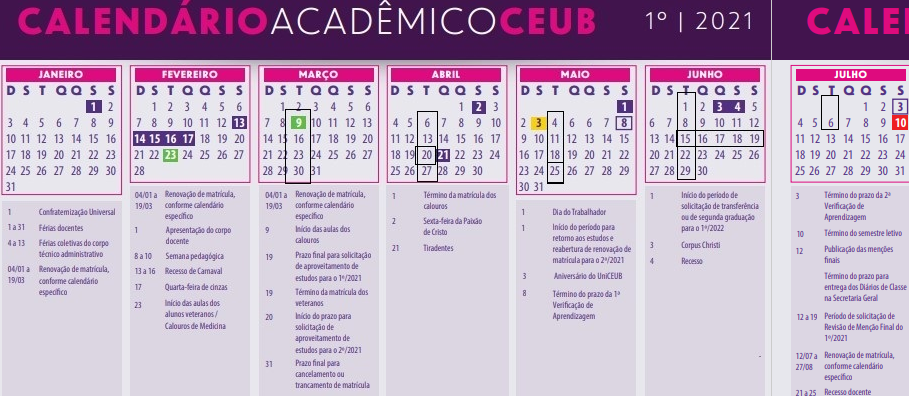 CALENDÁRIOACADÊMICOCEUB 1º | 2021
CALE
JANEIRO
D S T Q Q S S
1 2
3 4 5 6 7 8 9
10 11 12 13 14 15 16
17 18 19 20 21 22 23
24 25 26 27 28 29 30
31
1 Confratemização Universal
1 a 31 Férias docentes
4 a 13 Férias coletivas do corpo
técnico administrativo
04/01 a Renovação de matrícula,
19/03 conforme calendário
específico
FEVEREIRO
D S T Q Q S S
1 2 3 4 5 6
7 8 9 10 11 12 13
14 15 16 17 18 19 20
21 22 23 24 25 26 27
28
04/01 a Renovação de matrícula,
19/03 conforme calendário
específico
1 Apresentação do corpo
docente
8 a 10 Semana pedagógica
13 a 16 Recesso de Carnaval
17 Quarta-feira de cinzas
23 Início das aulas dos
alunos veteranos /
Calouros de Medicina
MARÇO
D S T Q Q S S
1 2 3 4 5 6
7 8 9 10 11 12 13
14 15 16 17 18 19 20
21 22 23 24 25 26 27
28 29 30 31
04/01 a Renovação de matrícula,
19/03 conforme calendário
específico
9 Início das aulas dos
calouros
19 Prazo final para solicitação
de aproveitamento de
estudos para o 1º/2021
19 Término da matrícula dos
veteranos
20 Início do prazo para
solicitação de
aproveitamento de
estudos para o 2º/2021
31 Prazo final para
cancelamento ou
trancamento de matrícula
ABRIL
D S T Q Q S S
1 2 3
4 5 6 7 8 9 10
11 12 13 14 15 16 17
18 19 20 21 22 23 24
25 26 27 28 29 30
1 Término da matrícula dos
calouros
2 Sexta-feira da Paixão
de Cristo
21 Tiradentes
MAIO
D S T Q Q S S
1
2 3 4 5 6 7 8
9 10 11 12 13 14 15
16 17 18 19 20 21 22
23 24 25 26 27 28 29
30 31
1 Dia do Trabalhador
1 Início do período para
retorno aos estudos e
reabertura de renovação de
matrícula para o 2º/2021
3 Aniversário do UniCEUB
8 Término do prazo da 1ª
Verificação de
Aprendizagem
JUNHO
D S T Q Q S S
1 2 3 4 5
6 7 8 9 10 11 12
13 14 15 16 17 18 19
20 21 22 23 24 25 26
27 28 29 30
1 Início do período de
solicitação de transferência
ou de segunda graduação
para o 1º/2022
3 Corpus Christi
4 Recesso
JULHO
D S T Q Q S S
1 2 3
4 5 6 7 8 9 10
11 12 13 14 15 16 17
18 19 20 21 22 23 24
25 26 27 28 29 30 31
3 Término do prazo da 2ª
Verificação de
Aprendizagem
10 Término do semestre letivo
12 Publicação das menções
finais
Término do prazo para
entrega dos Diários de Classe
na Secretaria Geral
12 a 19 Período de solicitação de
Revisão de Menção Final do
1º/2021
12/07 a Renovação de matrícula,
27/08 conforme calendário
específico
21 a 25 Recesso docente